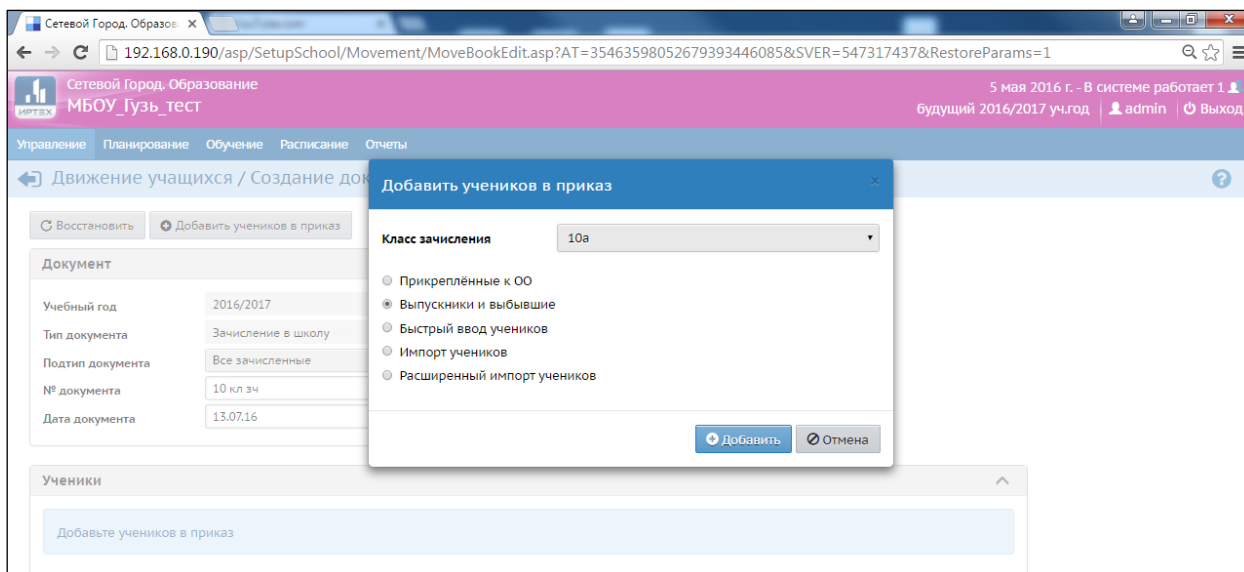 Сетевой Город. Образов
192.168.0.190/asp/SetupSchool/Movement/MoveBookEdit.asp?AT=35463598052679393446085&SVER=547317437&RestoreParams=1
ИРТЕХ
Сетевой Город. Образование
МБОУ_Гузь_тест
5 мая 2016 г. - В системе работает 1
будущий 2016/2017 уч.год admin Выход
Управление Планирование Обучение Расписание Отчеты
Движение учащихся / Создание док
Восстановить Добавить учеников в приказ
Документ
Учебный год 2016/2017
Тип документа Зачисление в школу
Подтип документа Все зачисленные
№ документа 10 кл зч
Дата документа 13.07.16
Добавить учеников в приказ ×
Класс зачисления 10а
Прикреплённые к ОО
Выпускники и выбывшие
Быстрый ввод учеников
Импорт учеников
Расширенный импорт учеников
Добавить Отмена
Ученики
Добавьте учеников в приказ